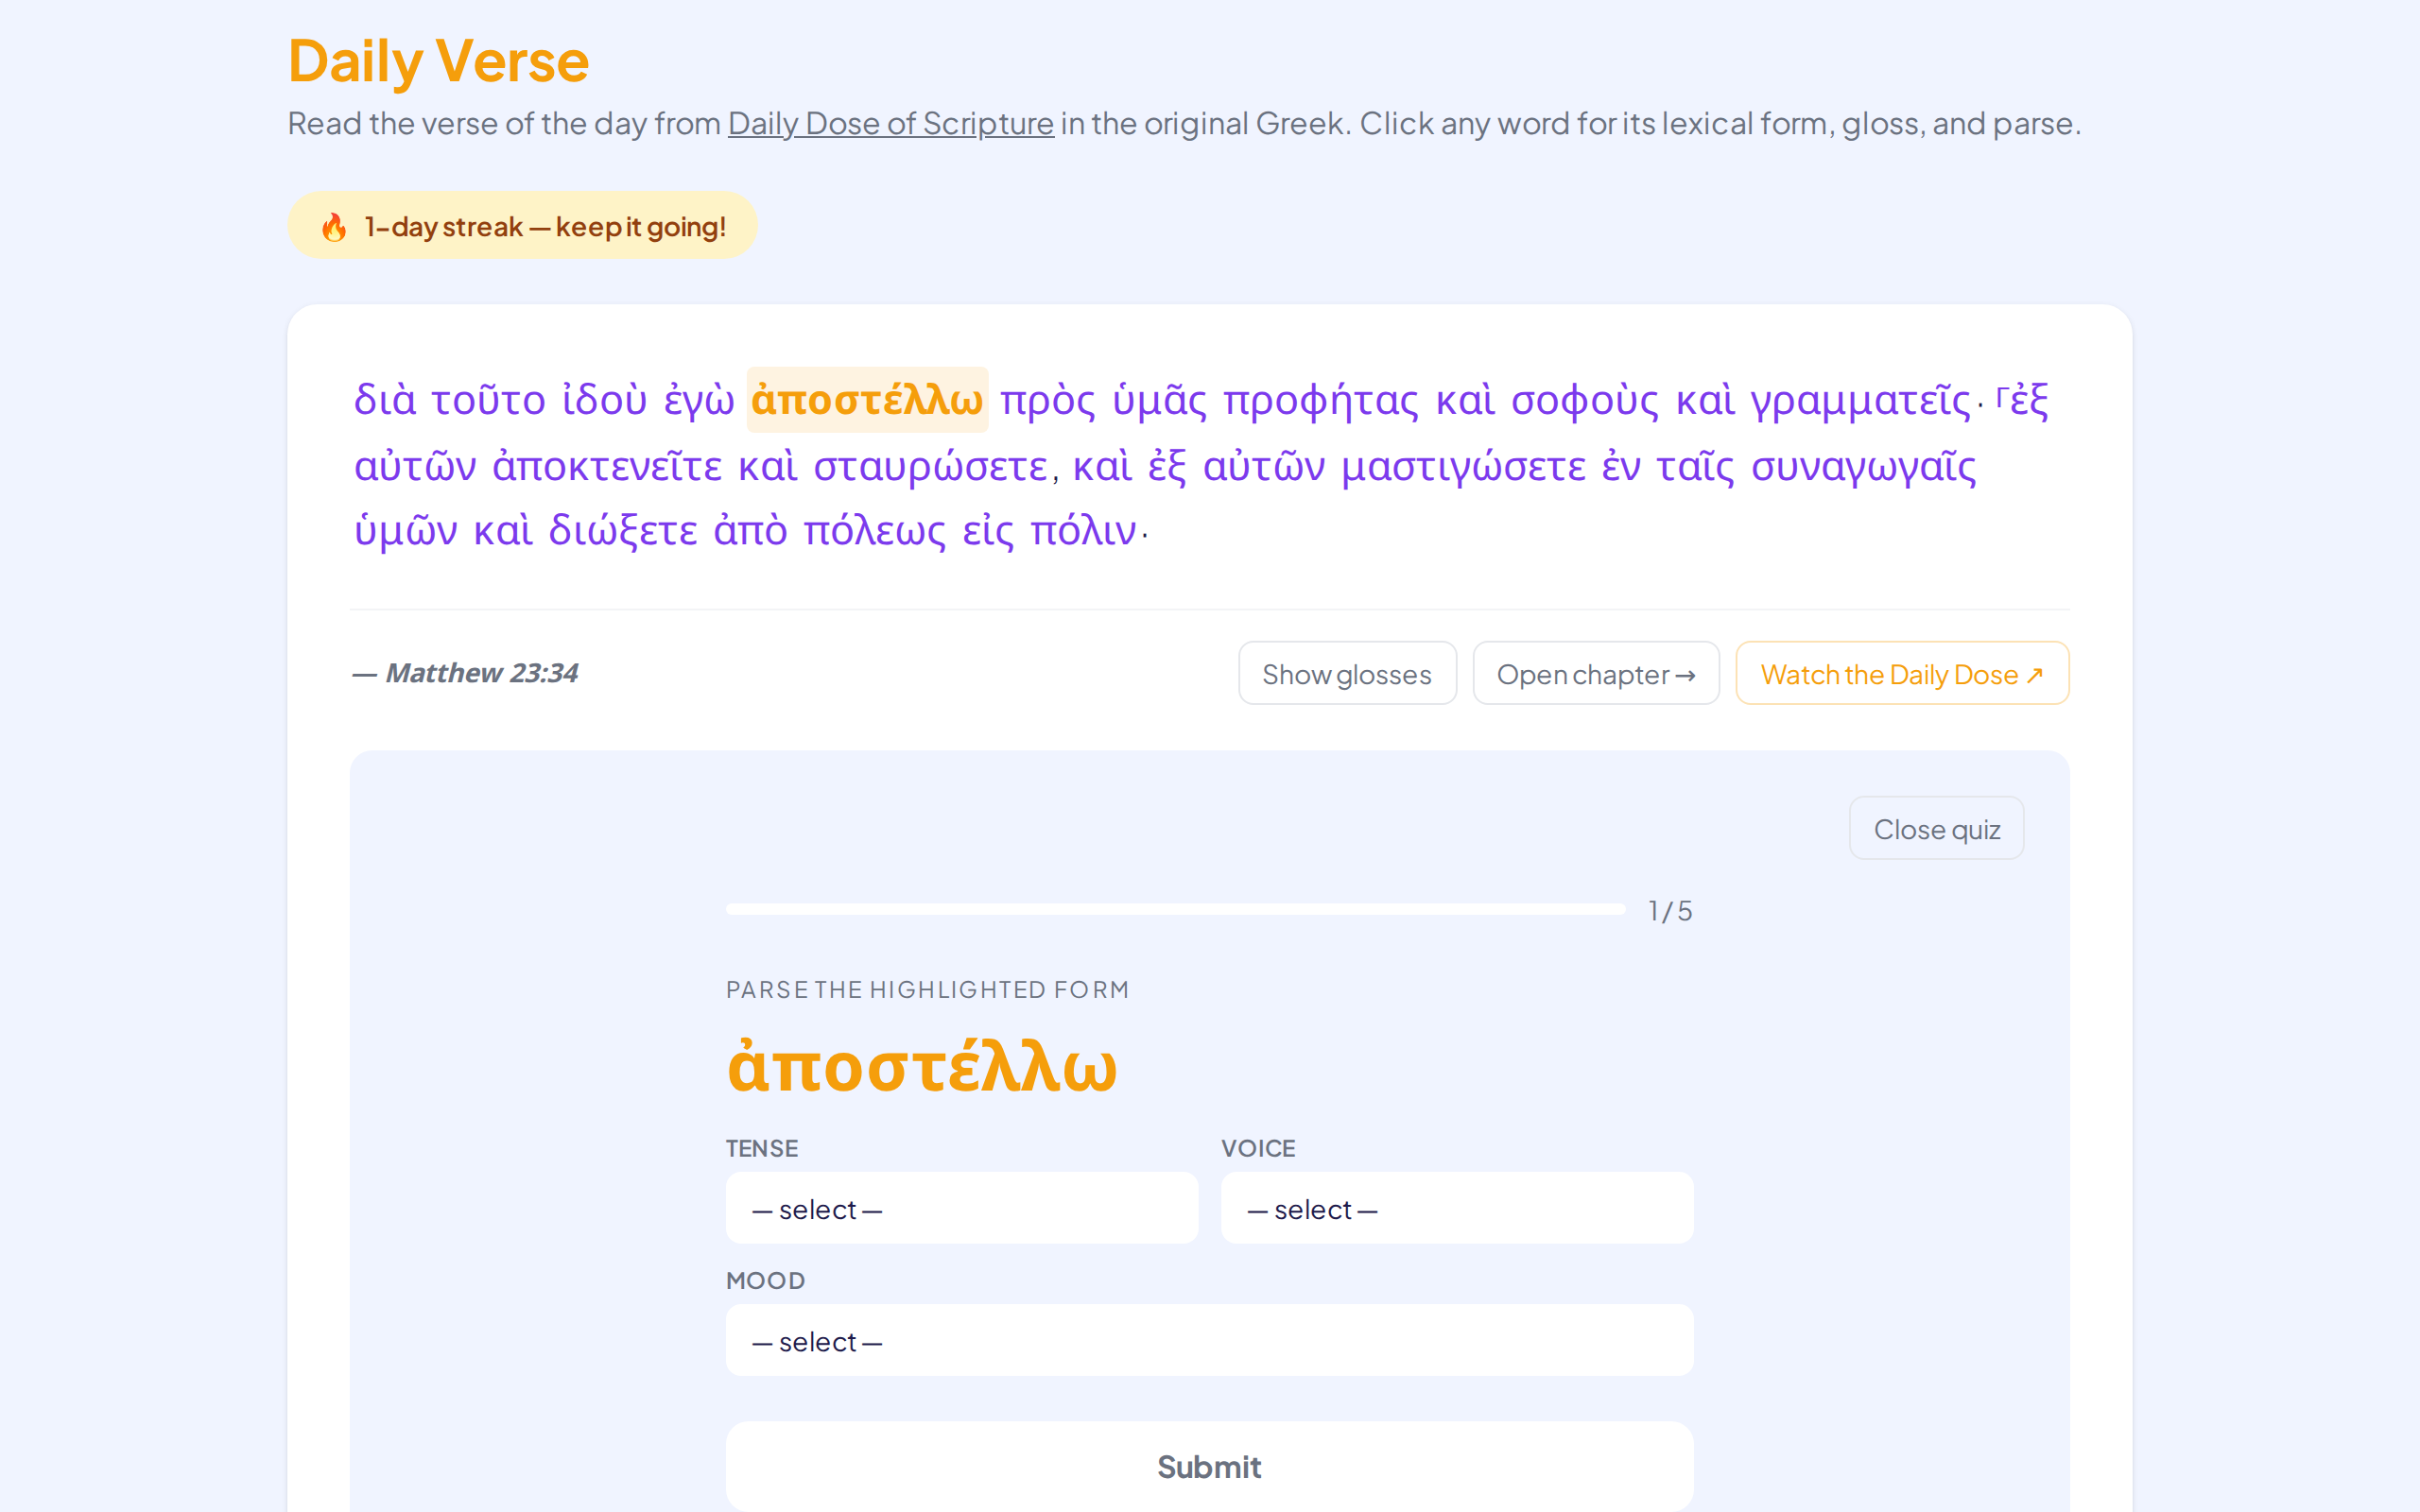 Daily Verse
Read the verse of the day from Daily Dose of Scripture in the original Greek. Click any word for its lexical form, gloss, and parse.
🔥 1-day streak — keep it going!
διὰ τοῦτο ἰδοὺ ἐγὼ ἀποστέλλω πρὸς ὑμᾶς προφήτας καὶ σοφοὺς καὶ γραμματεῖς· ⸀ἐξ
αὐτῶν ἀποκτενεῖτε καὶ σταυρώσετε, καὶ ἐξ αὐτῶν μαστιγώσετε ἐν ταῖς συναγωγαῖς
ὑμῶν καὶ διώξετε ἀπὸ πόλεως εἰς πόλιν·
— Matthew 23:34
Show glosses Open chapter → Watch the Daily Dose ↗
Close quiz
1 / 5
PARSE THE HIGHLIGHTED FORM
ἀποστέλλω
TENSE VOICE
— select — — select —
MOOD
— select —
Submit